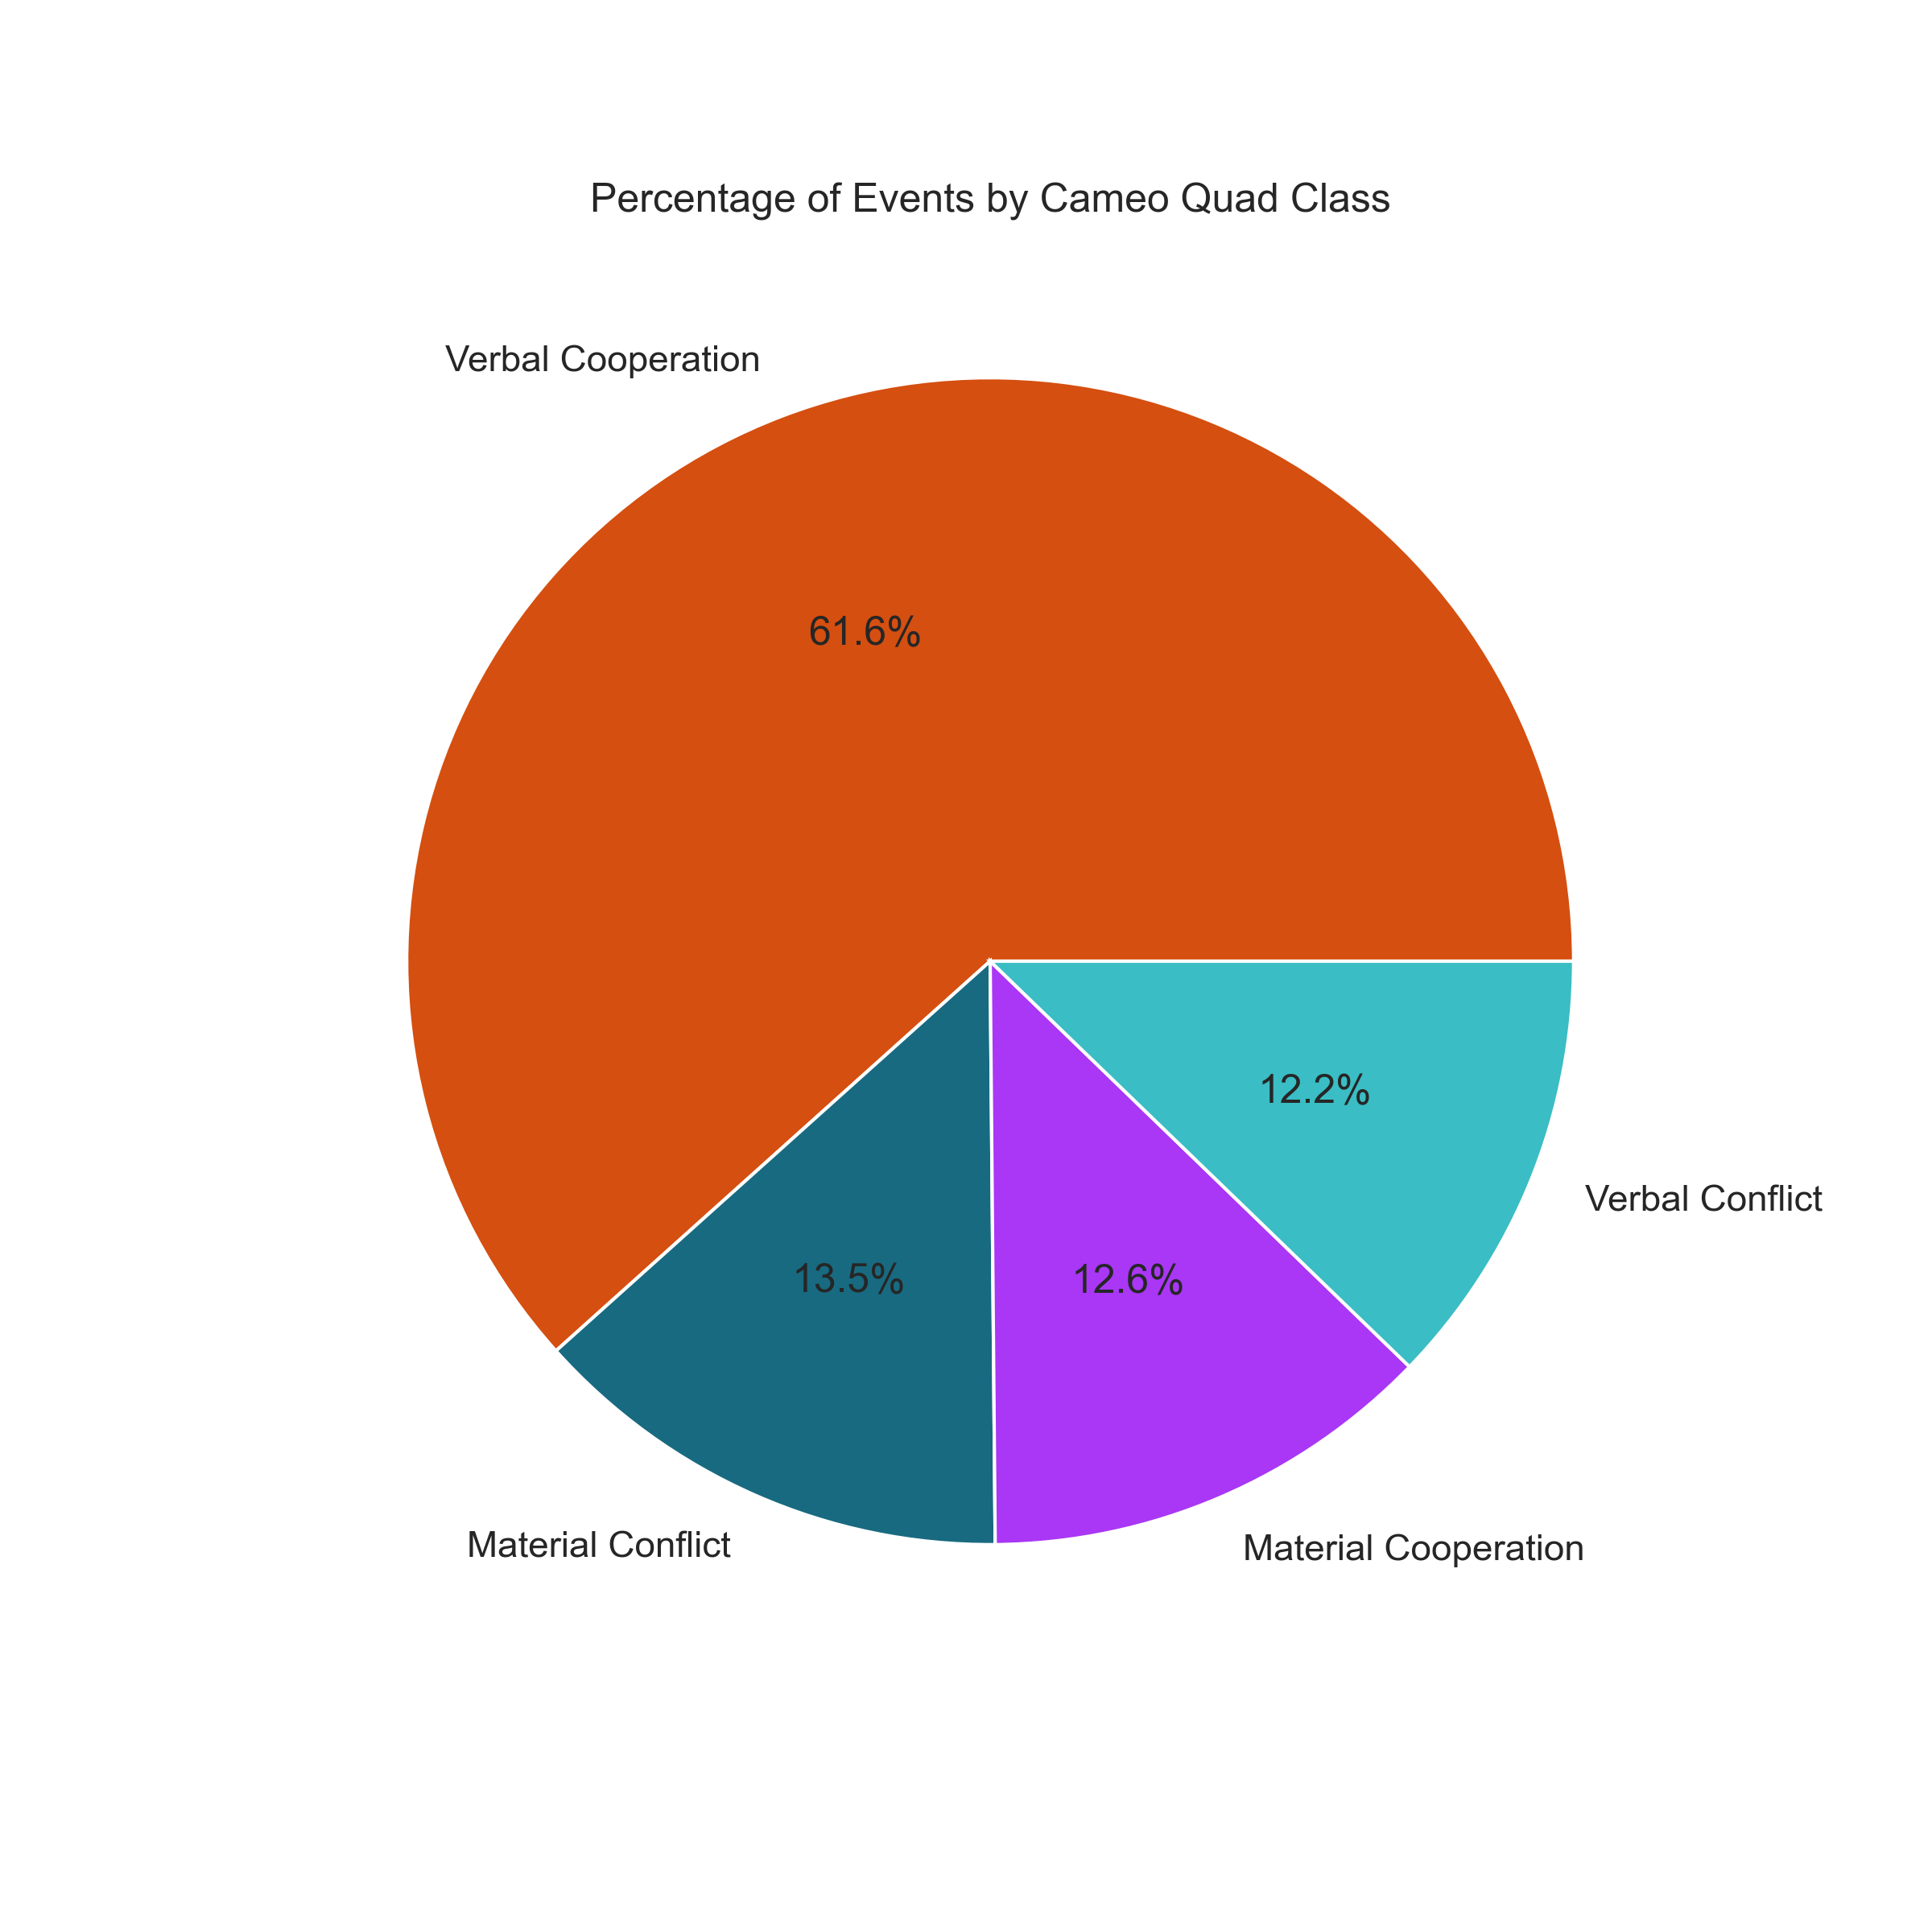 Percentage of Events by Cameo Quad Class
Verbal Cooperation
61.6%
12.2%
Verbal Conflict
13.5%
12.6%
Material Conflict
Material Cooperation